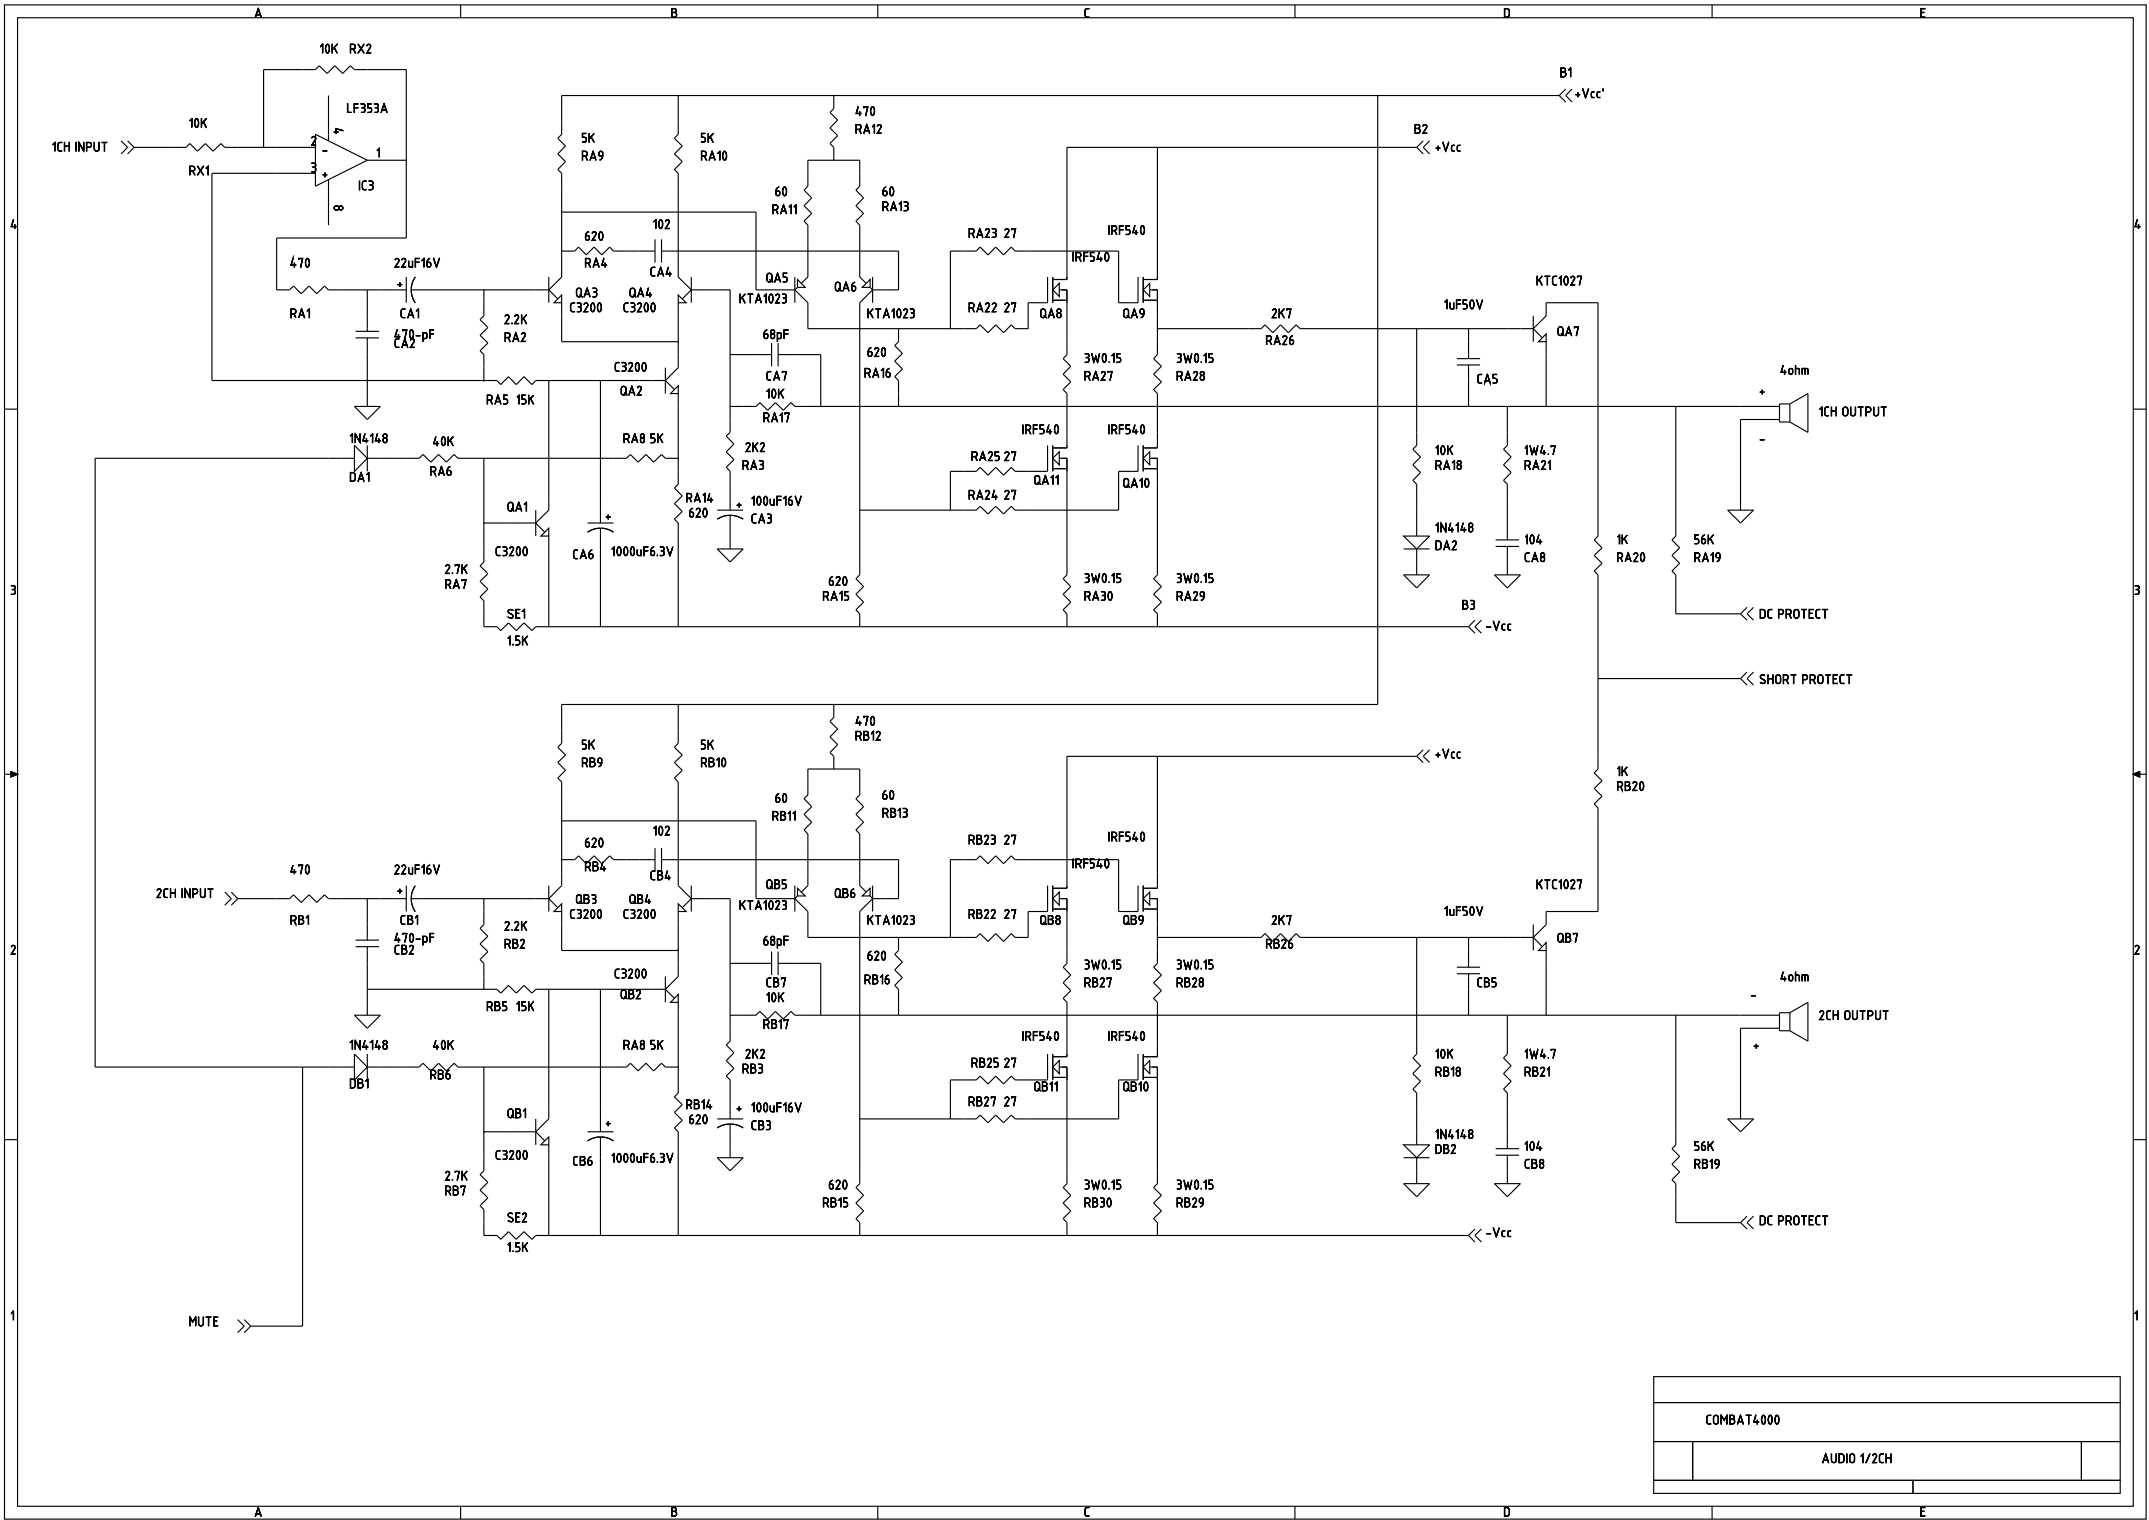 A B C D E
10K RX2
B1
+Vcc'
LF353A
4
470
RA12
10K
B2
+Vcc
1CH INPUT
2
-
1
3
+
5K
RA9
5K
RA10
RX1
IC3
8
60
RA11
60
RA13
4
4
102
620
RA4
CA4
RA23 27
IRF540
IRF540
470
22uF16V
+
QA3
C3200
QA4
C3200
QA5
KTA1023
QA6
KTA1023
KTC1027
RA1
CA1
470-pF
CA2
2.2K
RA2
RA22 27
QA8
QA9
2K7
RA26
1uF50V
QA7
68pF
CA7
620
RA16
3W0.15
RA27
3W0.15
RA28
CA5
C3200
QA2
4ohm
RA5 15K
10K
RA17
+
1CH OUTPUT
-
1N4148
DA1
40K
RA6
RA8 5K
2K2
RA3
IRF540
IRF540
10K
RA18
1W4.7
RA21
RA25 27
QA11
QA10
QA1
RA14
620
+
100uF16V
CA3
RA24 27
+
C3200
CA6
1000uF6.3V
1N4148
DA2
104
CA8
1K
RA20
56K
RA19
2.7K
RA7
620
RA15
3W0.15
RA30
3W0.15
RA29
3
3
SE1
1.5K
B3
-Vcc
DC PROTECT
SHORT PROTECT
470
RB12
5K
RB9
5K
RB10
+Vcc
1K
RB20
60
RB11
60
RB13
102
620
RB4
CB4
RB23 27
IRF540
IRF540
470
22uF16V
+
2CH INPUT
QB3
C3200
QB4
C3200
QB5
KTA1023
QB6
KTA1023
KTC1027
RB1
CB1
470-pF
CB2
2.2K
RB2
RB22 27
QB8
QB9
2K7
RB26
1uF50V
QB7
2
2
68pF
CB7
620
RB16
3W0.15
RB27
3W0.15
RB28
CB5
C3200
QB2
4ohm
RB5 15K
10K
RB17
-
2CH OUTPUT
+
1N4148
DB1
40K
RB6
RA8 5K
2K2
RB3
IRF540
IRF540
10K
RB18
1W4.7
RB21
RB25 27
QB11
QB10
QB1
RB14
620
+
100uF16V
CB3
RB27 27
+
C3200
CB6
1000uF6.3V
1N4148
DB2
104
CB8
56K
RB19
2.7K
RB7
620
RB15
3W0.15
RB30
3W0.15
RB29
SE2
1.5K
-Vcc
DC PROTECT
1
1
MUTE
COMBAT4000
AUDIO 1/2CH
A B C D E